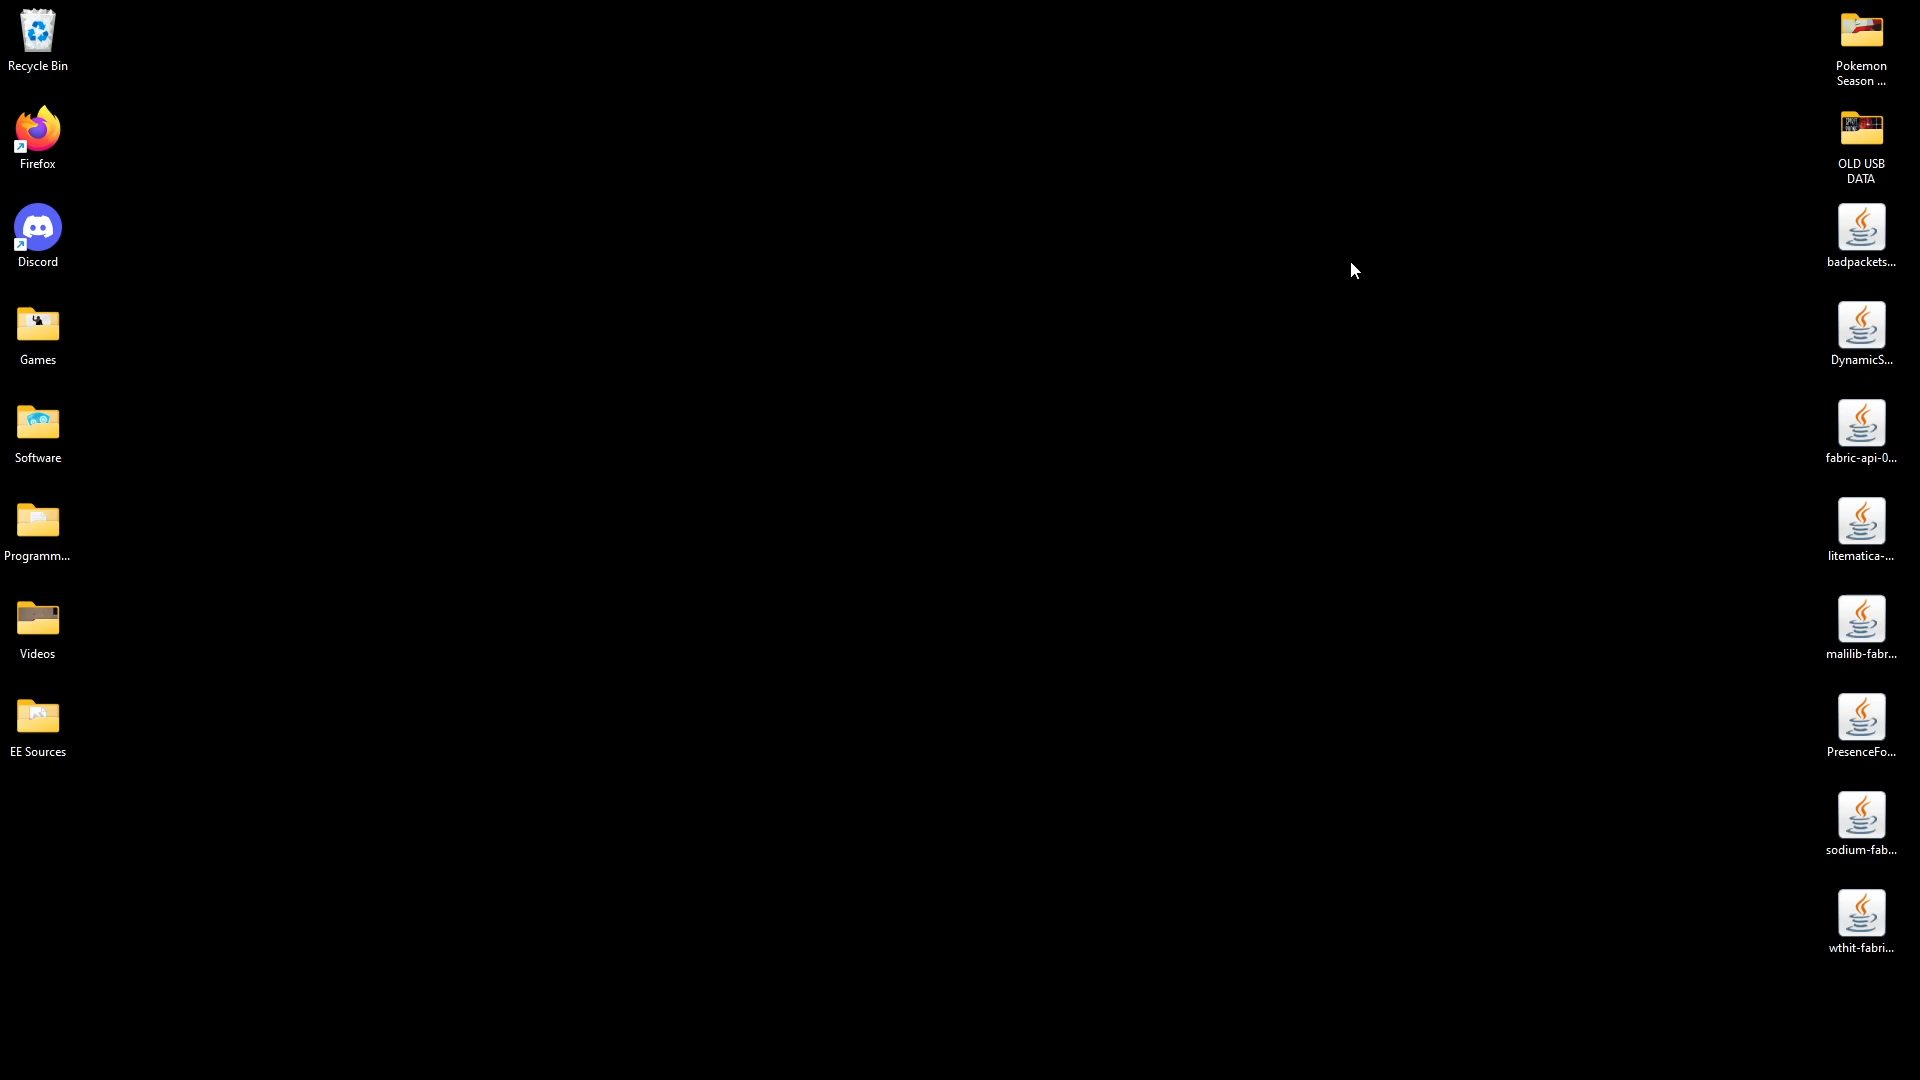 Recycle Bin
Firefox
Discord
Games
Software
Programm...
Videos
EE Sources
Pokemon
Season ...
OLD USB
DATA
badpackets...
DynamicS...
fabric-api-0...
litematica-...
malilib-fabr...
PresenceFo...
sodium-fab...
wthit-fabri...